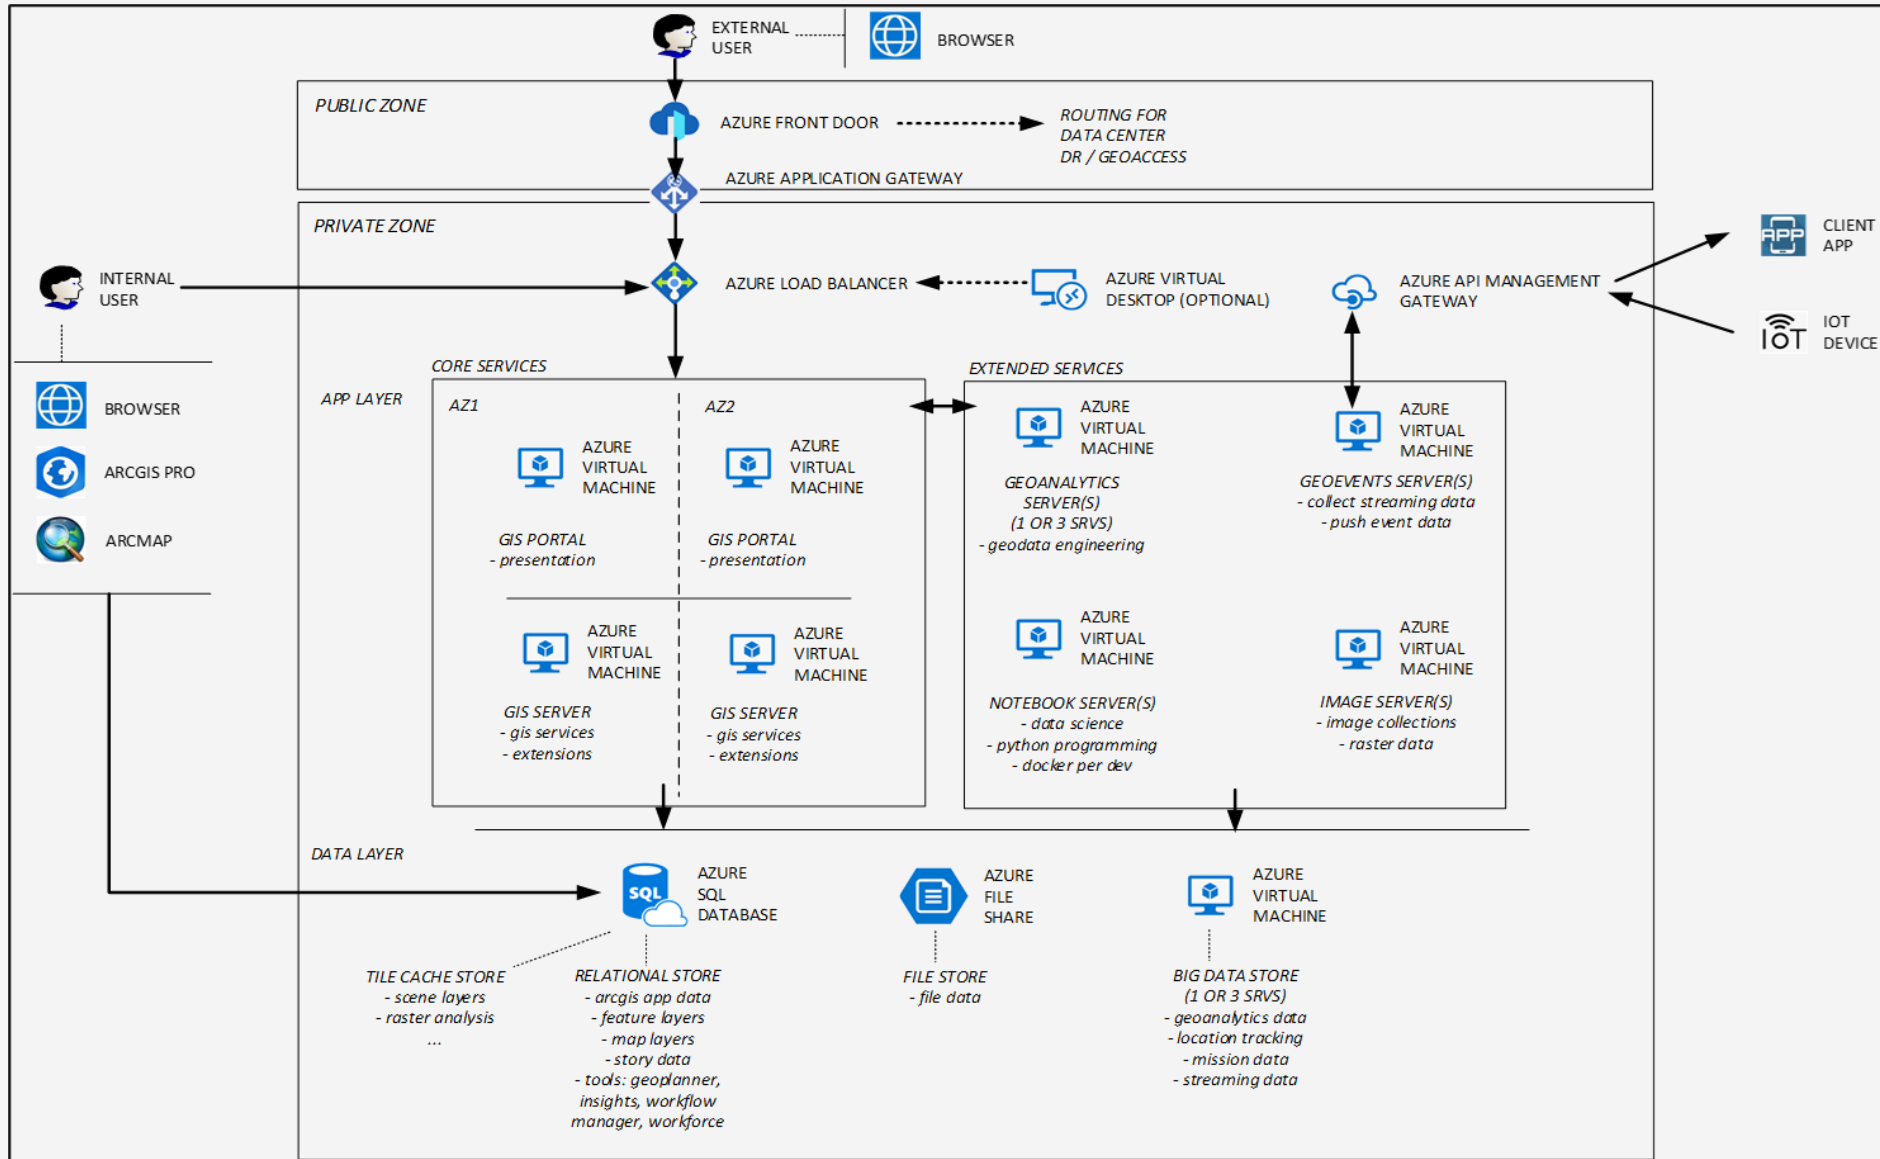 EXTERNAL
USER
BROWSER
PUBLIC ZONE
AZURE FRONT DOOR
ROUTING FOR
DATA CENTER
DR / GEOACCESS
AZURE APPLICATION GATEWAY
PRIVATE ZONE
INTERNAL
USER
AZURE LOAD BALANCER
AZURE VIRTUAL
DESKTOP (OPTIONAL)
AZURE API MANAGEMENT
GATEWAY
APP
CLIENT
APP
IoT
IOT
DEVICE
BROWSER
ARCGIS PRO
ARCMAP
APP LAYER
CORE SERVICES
AZ1
AZ2
AZURE
VIRTUAL
MACHINE
GIS PORTAL
- presentation
AZURE
VIRTUAL
MACHINE
GIS PORTAL
- presentation
AZURE
VIRTUAL
MACHINE
GIS SERVER
- gis services
- extensions
AZURE
VIRTUAL
MACHINE
GIS SERVER
- gis services
- extensions
EXTENDED SERVICES
AZURE
VIRTUAL
MACHINE
GEOANALYTICS
SERVER(S)
(1 OR 3 SRVS)
- geodata engineering
AZURE
VIRTUAL
MACHINE
GEOEVENTS SERVER(S)
- collect streaming data
- push event data
AZURE
VIRTUAL
MACHINE
NOTEBOOK SERVER(S)
- data science
- python programming
- docker per dev
AZURE
VIRTUAL
MACHINE
IMAGE SERVER(S)
- image collections
- raster data
DATA LAYER
SQL
AZURE
SQL
DATABASE
AZURE
FILE
SHARE
AZURE
VIRTUAL
MACHINE
TILE CACHE STORE
- scene layers
- raster analysis
...
RELATIONAL STORE
- arcgis app data
- feature layers
- map layers
- story data
- tools: geoplanner,
insights, workflow
manager, workforce
FILE STORE
- file data
BIG DATA STORE
(1 OR 3 SRVS)
- geoanalytics data
- location tracking
- mission data
- streaming data